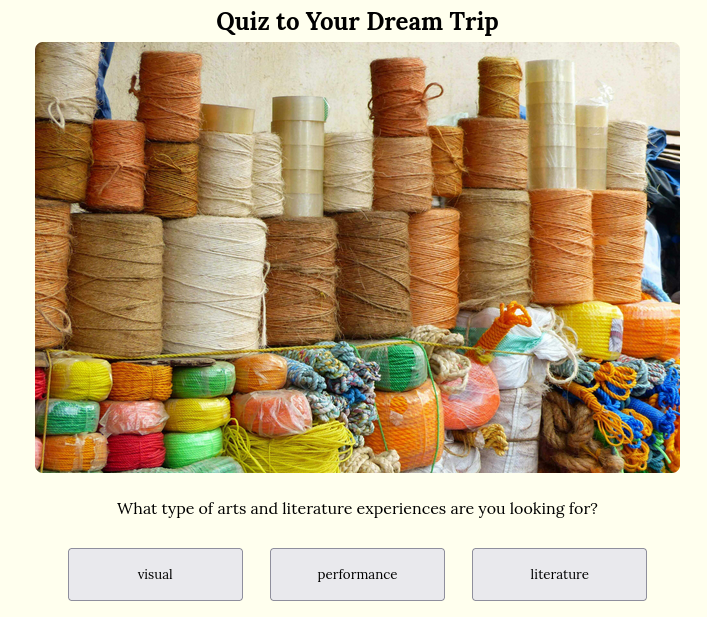 Quiz to Your Dream Trip
What type of arts and literature experiences are you looking for?
visual
performance
literature